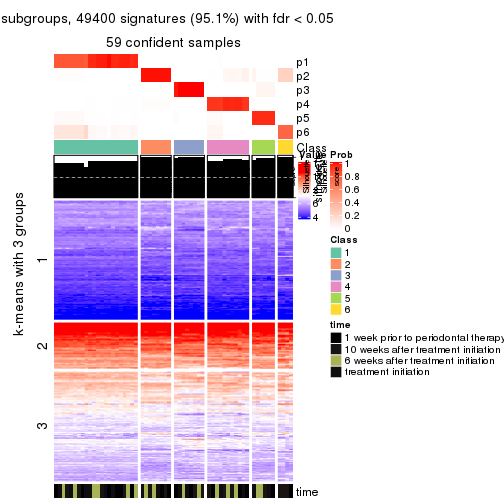 subgroups, 49400 signatures (95.1%) with fdr < 0.05
59 confident samples
p1
p2
p3
p4
p5
p6
Class
k-means with 3 groups
1
2
3
time
Value
4
Silhouette
score
Prob
1
0.8
0.6
0.4
0.2
0
Class
1
2
3
4
5
6
time
1 week prior to periodontal therapy
10 weeks after treatment initiation
6 weeks after treatment initiation
treatment initiation